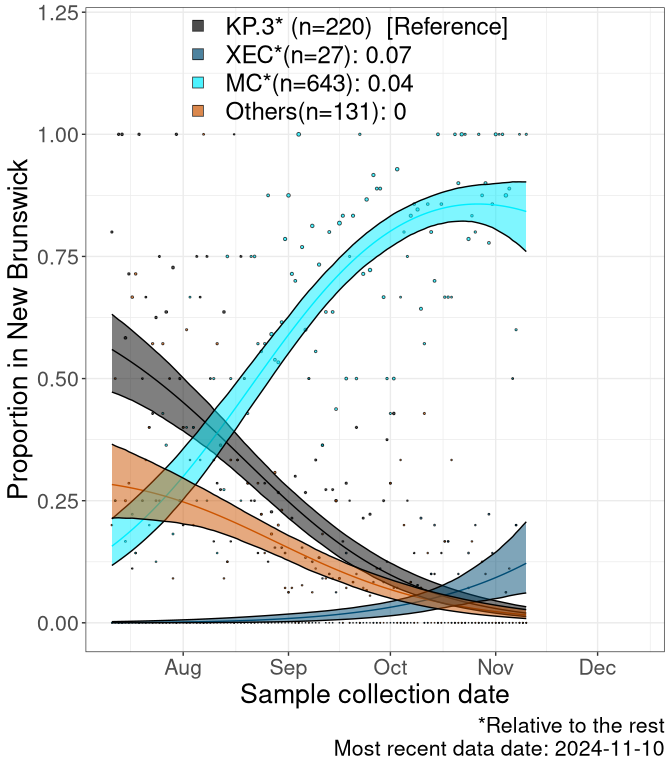 KP.3* (n=220)  [Reference]
XEC*(n=27): 0.07
MC*(n=643): 0.04
Others(n=131): 0
1.25
1.00
0.75
0.50
0.25
0.00
Proportion in New Brunswick
Aug Sep Oct Nov Dec
Sample collection date
*Relative to the rest
Most recent data date: 2024-11-10